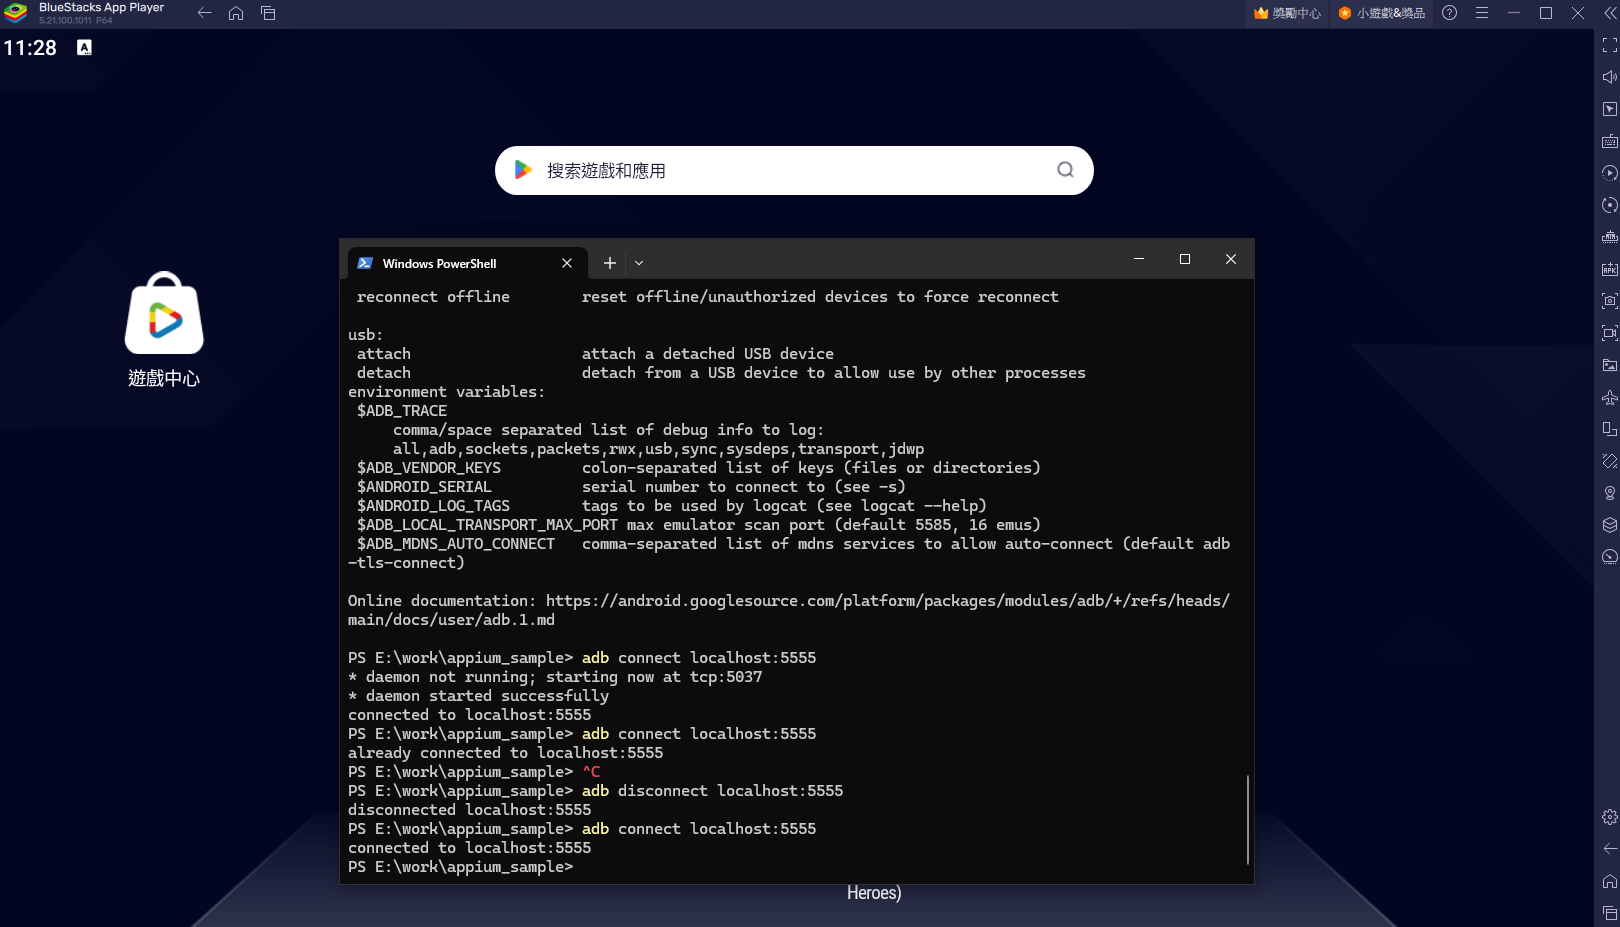 BlueStacks App Player
5.21.100.1011 P64
獎勵中心
小遊戲&獎品
11:28
A
搜索遊戲和應用
遊戲中心
Windows PowerShell
reconnect offline reset offline/unauthorized devices to force reconnect
usb:
attach attach a detached USB device
detach detach from a USB device to allow use by other processes
environment variables:
$ADB_TRACE
comma/space separated list of debug info to log:
all,adb,sockets,packets,rwx,usb,sync,sysdeps,transport,jdwp
$ADB_VENDOR_KEYS colon-separated list of keys (files or directories)
$ANDROID_SERIAL serial number to connect to (see -s)
$ANDROID_LOG_TAGS tags to be used by logcat (see logcat --help)
$ADB_LOCAL_TRANSPORT_MAX_PORT max emulator scan port (default 5585, 16 emus)
$ADB_MDNS_AUTO_CONNECT comma-separated list of mdns services to allow auto-connect (default adb
-tls-connect)
Online documentation: https://android.googlesource.com/platform/packages/modules/adb/+/refs/heads/
main/docs/user/adb.1.md
PS E:\work\appium_sample> adb connect localhost:5555
* daemon not running; starting now at tcp:5037
* daemon started successfully
connected to localhost:5555
PS E:\work\appium_sample> adb connect localhost:5555
already connected to localhost:5555
PS E:\work\appium_sample> ^C
PS E:\work\appium_sample> adb disconnect localhost:5555
disconnected localhost:5555
PS E:\work\appium_sample> adb connect localhost:5555
connected to localhost:5555
PS E:\work\appium_sample>
Heroes)
APK